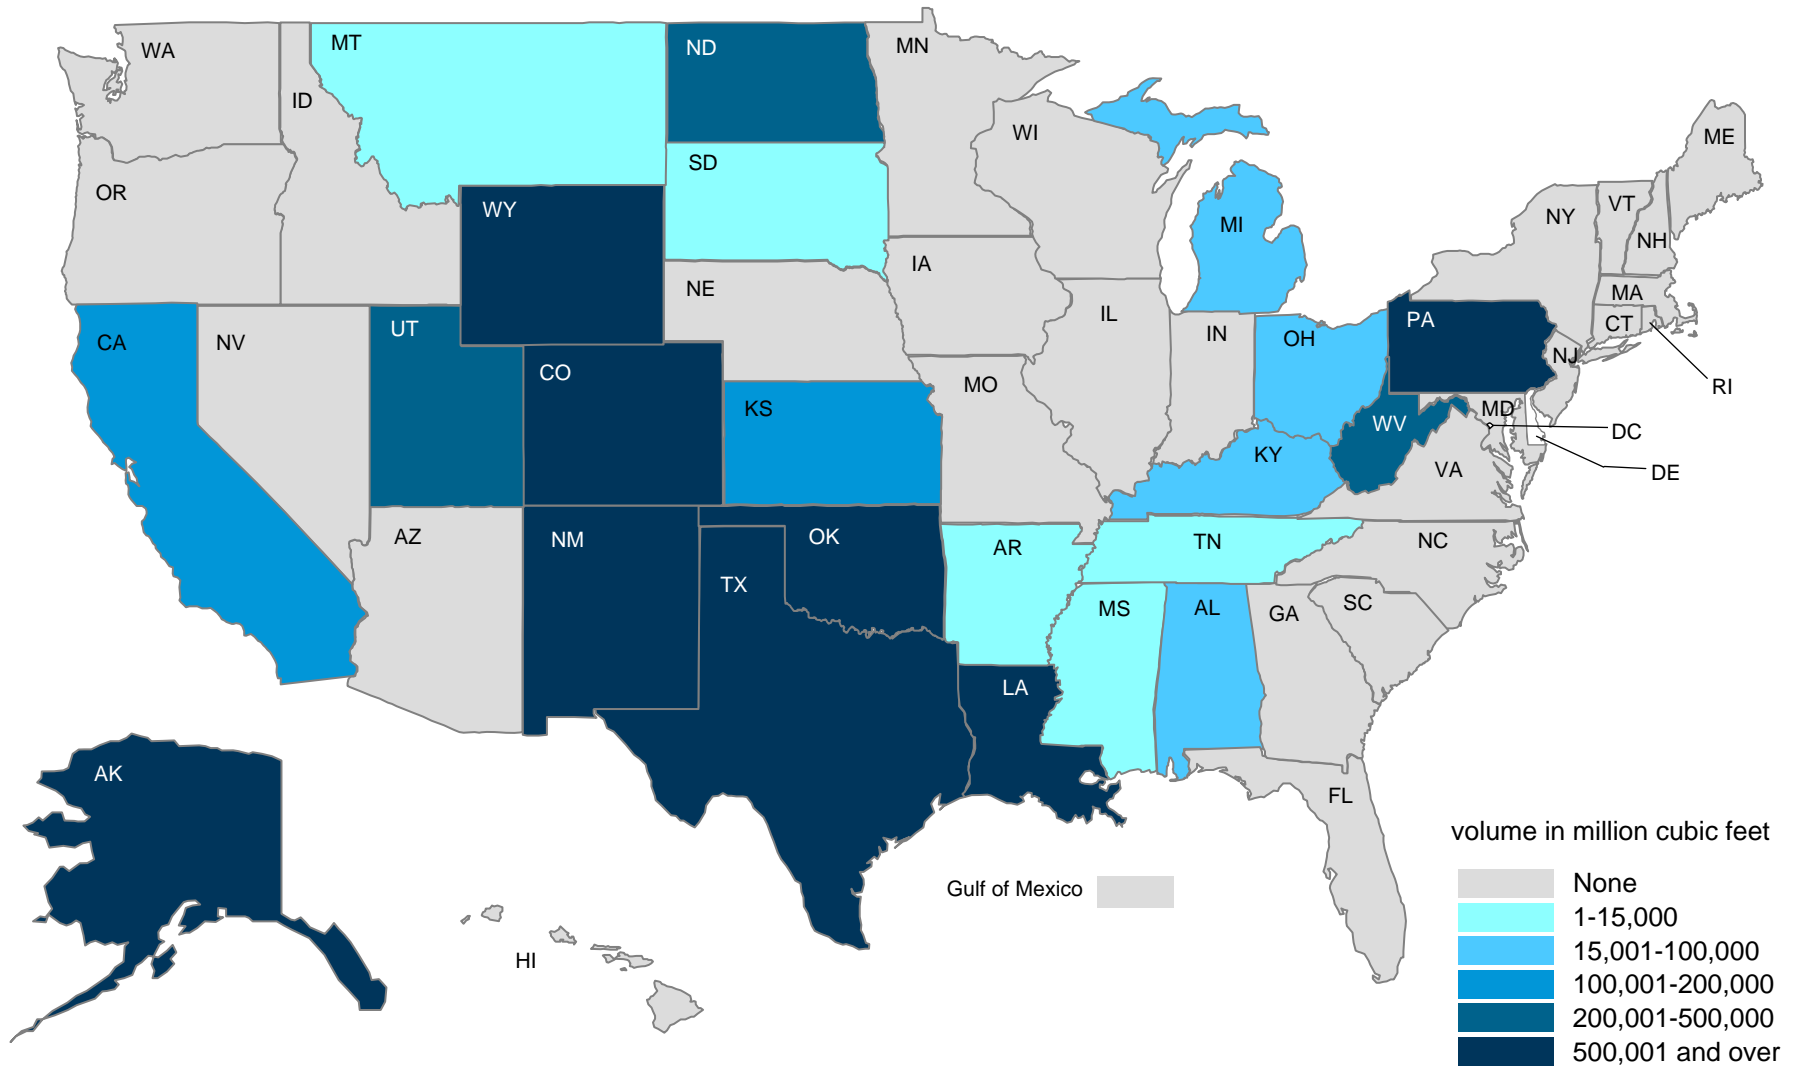 WA
MT
ND
MN
ID
WI
ME
SD
OR
WY
NY
VT
MI
NH
IA
NE
MA
IL
PA
CT
UT
IN
OH
CA
NV
NJ
CO
MO
RI
KS
MD
WV
DC
KY
VA
DE
AZ
NM
OK
AR
TN
NC
TX
MS
AL
GA
SC
LA
AK
FL
HI
Gulf of Mexico
volume in million cubic feet
None
1-15,000
15,001-100,000
100,001-200,000
200,001-500,000
500,001 and over